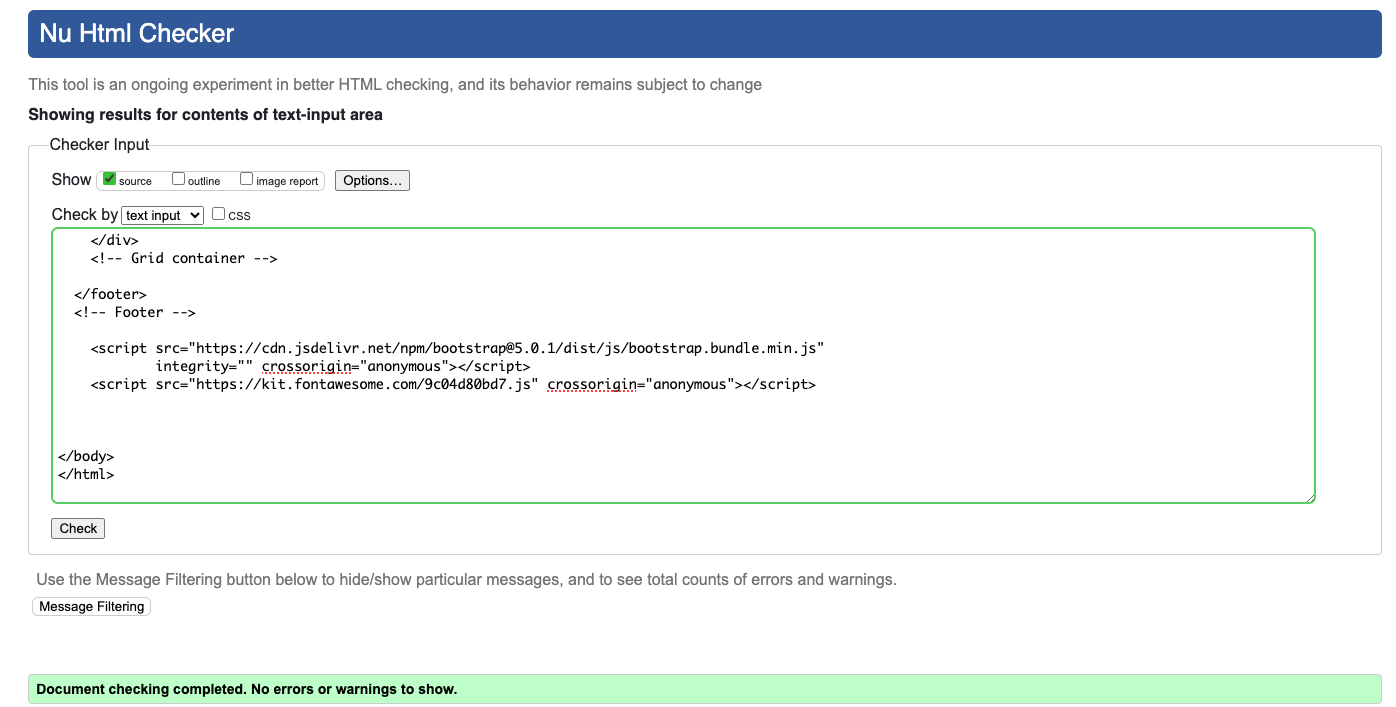 Nu Html Checker
This tool is an ongoing experiment in better HTML checking, and its behavior remains subject to change
Showing results for contents of text-input area
Checker Input
Show source outline image report Options...
Check by text input CSS
</div>
<!-- Grid container -->
</footer>
<!-- Footer -->
<script src="https://cdn.jsdelivr.net/npm/bootstrap@5.0.1/dist/js/bootstrap.bundle.min.js"
integrity="" crossorigin="anonymous"></script>
<script src="https://kit.fontawesome.com/9c04d80bd7.js" crossorigin="anonymous"></script>
</body>
</html>
Check
Use the Message Filtering button below to hide/show particular messages, and to see total counts of errors and warnings.
Message Filtering
Document checking completed. No errors or warnings to show.